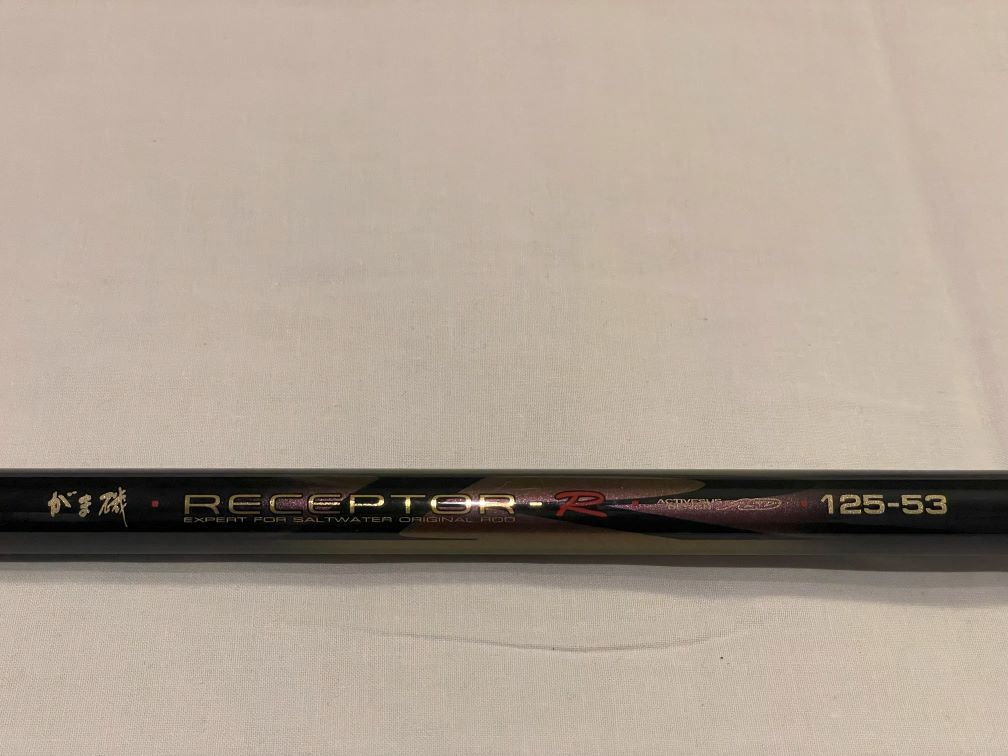 がま磯 RECEPTOR-R 125-53
EXPERT FOR SALTWATER ORIGINAL ROD